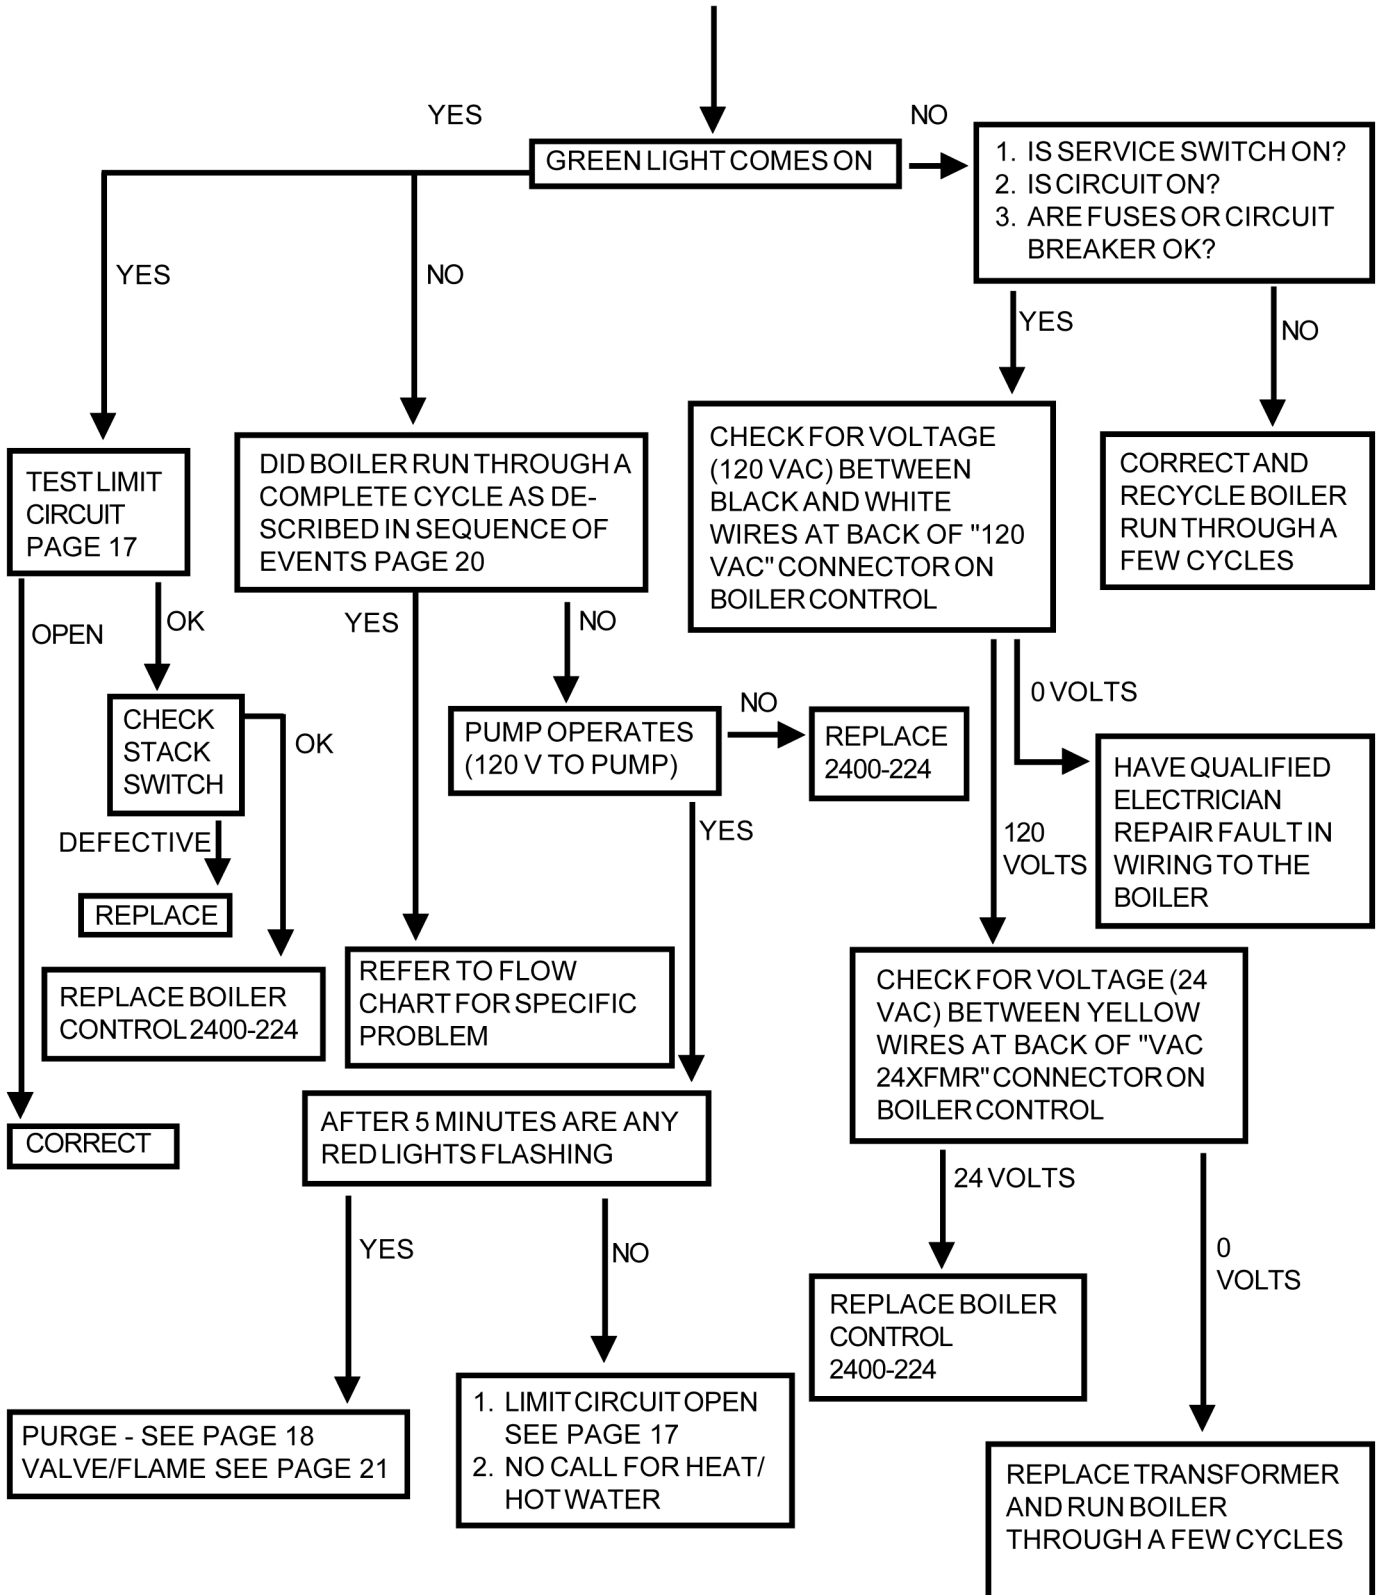 YES
NO
GREEN LIGHT COMES ON
1. IS SERVICE SWITCH ON?
2. IS CIRCUIT ON?
3. ARE FUSES OR CIRCUIT
BREAKER OK?
YES
NO
YES
NO
TEST LIMIT
CIRCUIT
PAGE 17
DID BOILER RUN THROUGH A
COMPLETE CYCLE AS DE-
SCRIBED IN SEQUENCE OF
EVENTS PAGE 20
CHECK FOR VOLTAGE
(120 VAC) BETWEEN
BLACK AND WHITE
WIRES AT BACK OF "120
VAC" CONNECTOR ON
BOILER CONTROL
CORRECT AND
RECYCLE BOILER
RUN THROUGH A
FEW CYCLES
OPEN
OK
YES
NO
0 VOLTS
CHECK
STACK
SWITCH
OK
PUMP OPERATES
(120 V TO PUMP)
NO
REPLACE
2400-224
HAVE QUALIFIED
ELECTRICIAN
REPAIR FAULT IN
WIRING TO THE
BOILER
DEFECTIVE
YES
120
VOLTS
REPLACE
REPLACE BOILER
CONTROL 2400-224
REFER TO FLOW
CHART FOR SPECIFIC
PROBLEM
CHECK FOR VOLTAGE (24
VAC) BETWEEN YELLOW
WIRES AT BACK OF "VAC
24XFMR" CONNECTOR ON
BOILER CONTROL
CORRECT
AFTER 5 MINUTES ARE ANY
RED LIGHTS FLASHING
24 VOLTS
0
VOLTS
YES
NO
REPLACE BOILER
CONTROL
2400-224
PURGE - SEE PAGE 18
VALVE/FLAME SEE PAGE 21
1. LIMIT CIRCUIT OPEN
SEE PAGE 17
2. NO CALL FOR HEAT/
HOT WATER
REPLACE TRANSFORMER
AND RUN BOILER
THROUGH A FEW CYCLES